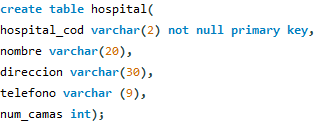 create table hospital(
hospital_cod varchar(2) not null primary key,
nombre varchar(20),
direccion varchar(30),
telefono varchar (9),
num_camas int);